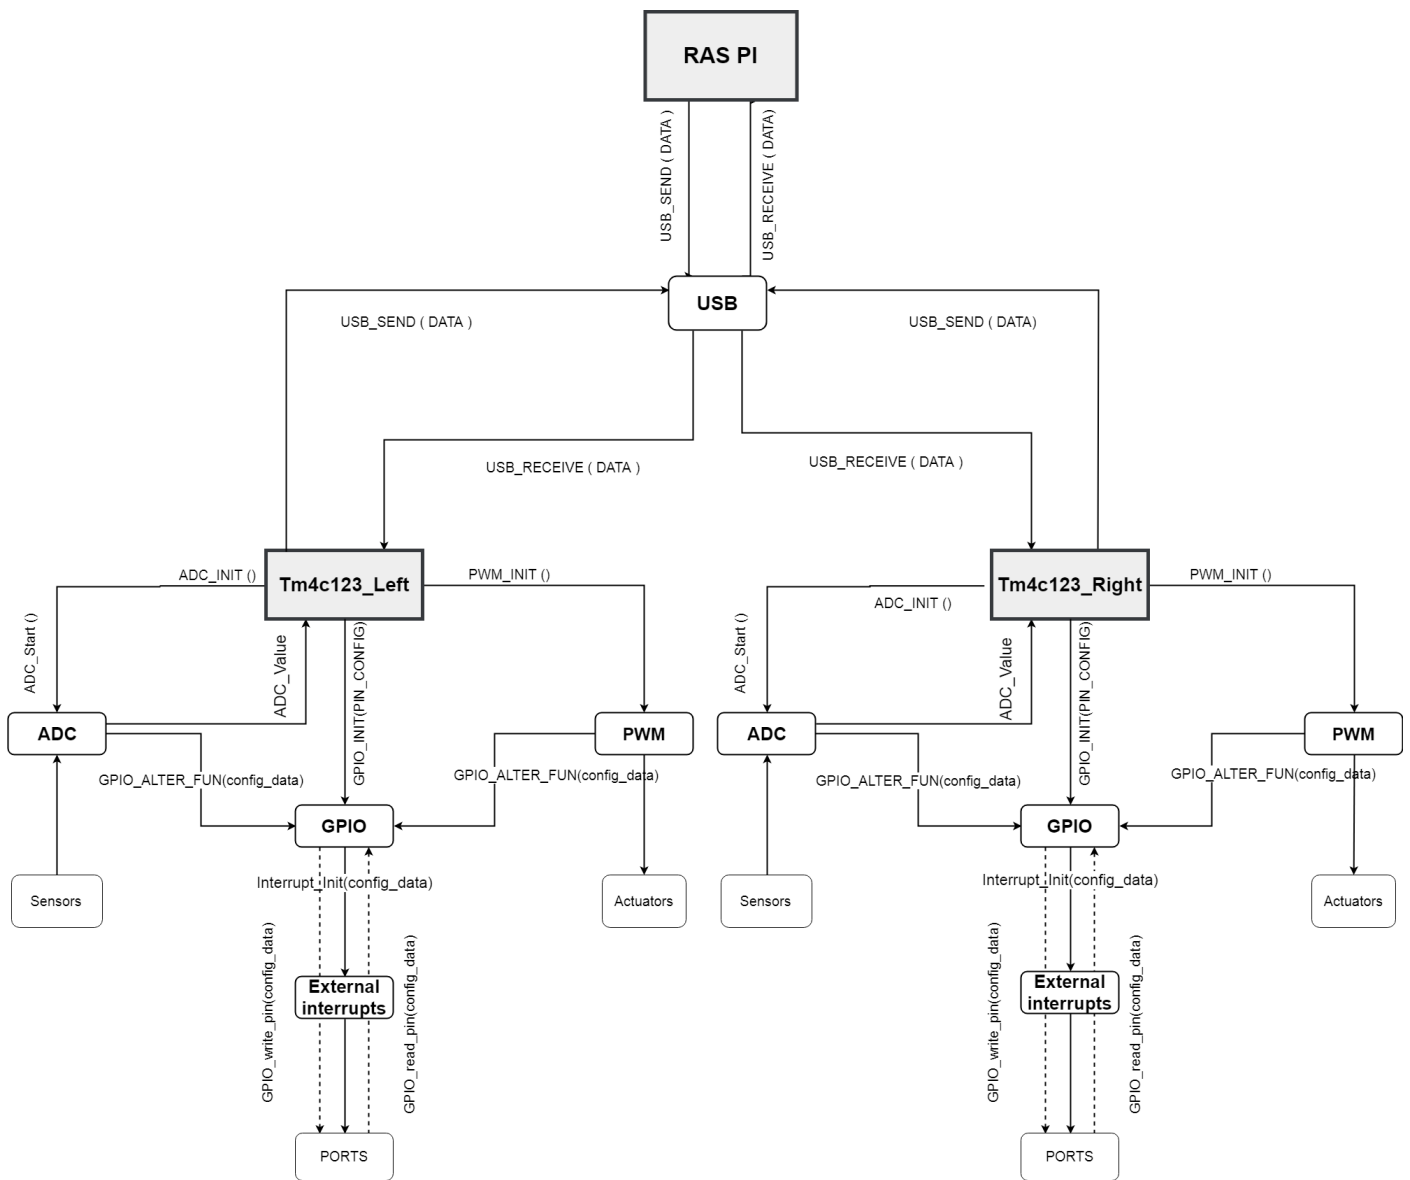 RAS PI
USB_SEND ( DATA )
USB_RECEIVE ( DATA)
USB
USB_SEND ( DATA )
USB_SEND ( DATA)
USB_RECEIVE ( DATA )
USB_RECEIVE ( DATA )
Tm4c123_Left
ADC_INIT ()
PWM_INIT ()
ADC_Start ()
ADC_Value
GPIO_INIT(PIN_CONFIG)
ADC
PWM
GPIO_ALTER_FUN(config_data)
GPIO_ALTER_FUN(config_data)
GPIO
Sensors
Actuators
Interrupt_Init(config_data)
GPIO_write_pin(config_data)
GPIO_read_pin(config_data)
External
interrupts
PORTS
Tm4c123_Right
ADC_INIT ()
PWM_INIT ()
ADC_Start ()
ADC_Value
GPIO_INIT(PIN_CONFIG)
ADC
PWM
GPIO_ALTER_FUN(config_data)
GPIO_ALTER_FUN(config_data)
GPIO
Sensors
Actuators
Interrupt_Init(config_data)
GPIO_write_pin(config_data)
GPIO_read_pin(config_data)
External
interrupts
PORTS